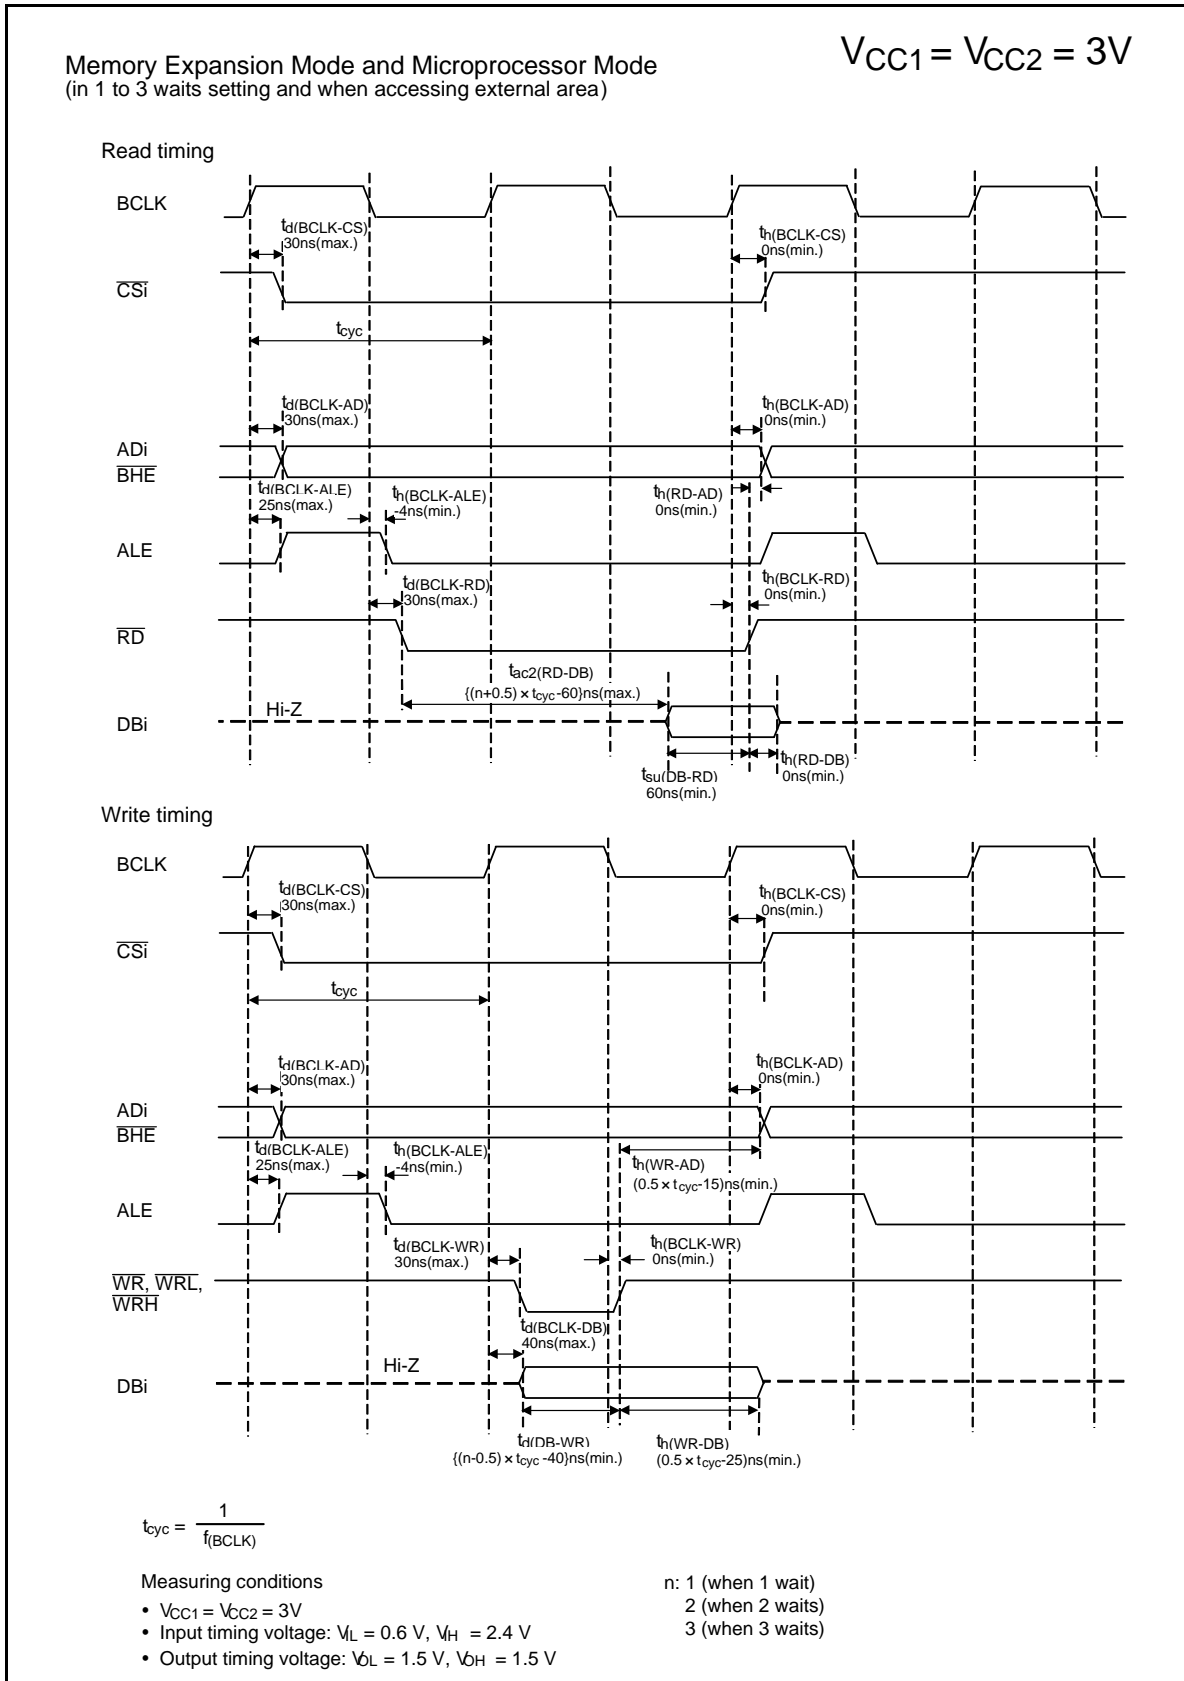 VCC1 = VCC2 = 3V
Memory Expansion Mode and Microprocessor Mode
(in 1 to 3 waits setting and when accessing external area)
Read timing
BCLK
td(BCLK-CS)
30ns(max.)
th(BCLK-CS)
0ns(min.)
CSi
tcyc
td(BCLK-AD)
30ns(max.)
th(BCLK-AD)
0ns(min.)
ADi
BHE
td(BCLK-ALE)
25ns(max.)
th(BCLK-ALE)
-4ns(min.)
th(RD-AD)
0ns(min.)
ALE
td(BCLK-RD)
30ns(max.)
th(BCLK-RD)
0ns(min.)
RD
tac2(RD-DB)
{(n+0.5) × tcyc-60}ns(max.)
Hi-Z
DBi
tsu(DB-RD)
60ns(min.)
th(RD-DB)
0ns(min.)
Write timing
BCLK
td(BCLK-CS)
30ns(max.)
th(BCLK-CS)
0ns(min.)
CSi
tcyc
td(BCLK-AD)
30ns(max.)
th(BCLK-AD)
0ns(min.)
ADi
BHE
td(BCLK-ALE)
25ns(max.)
th(BCLK-ALE)
-4ns(min.)
th(WR-AD)
(0.5 × tcyc-15)ns(min.)
ALE
td(BCLK-WR)
30ns(max.)
th(BCLK-WR)
0ns(min.)
WR, WRL,
WRH
td(BCLK-DB)
40ns(max.)
Hi-Z
DBi
td(DB-WR)
{(n-0.5) × tcyc -40}ns(min.)
th(WR-DB)
(0.5 × tcyc-25)ns(min.)
tcyc = 1
f(BCLK)
Measuring conditions
• VCC1 = VCC2 = 3V
• Input timing voltage: VIL = 0.6 V, VIH = 2.4 V
• Output timing voltage: VOL = 1.5 V, VOH = 1.5 V
n: 1 (when 1 wait)
2 (when 2 waits)
3 (when 3 waits)